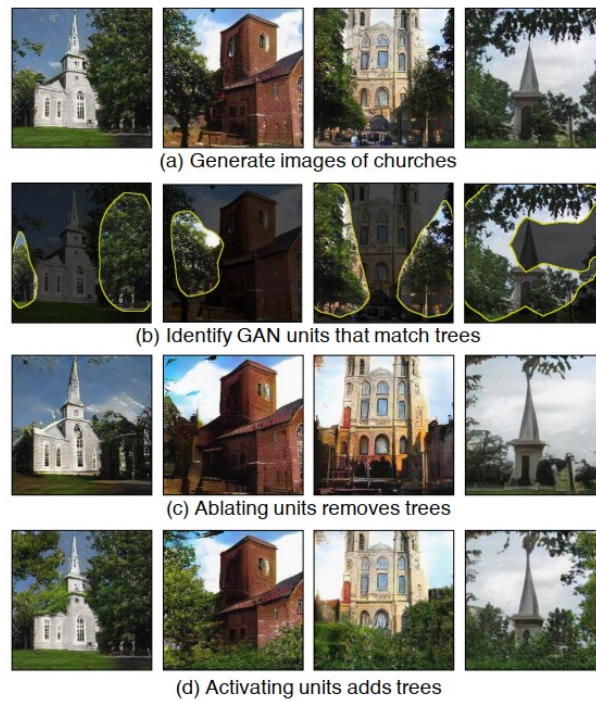 (a) Generate images of churches
(b) Identify GAN units that match trees
(c) Ablating units removes trees
(d) Activating units adds trees